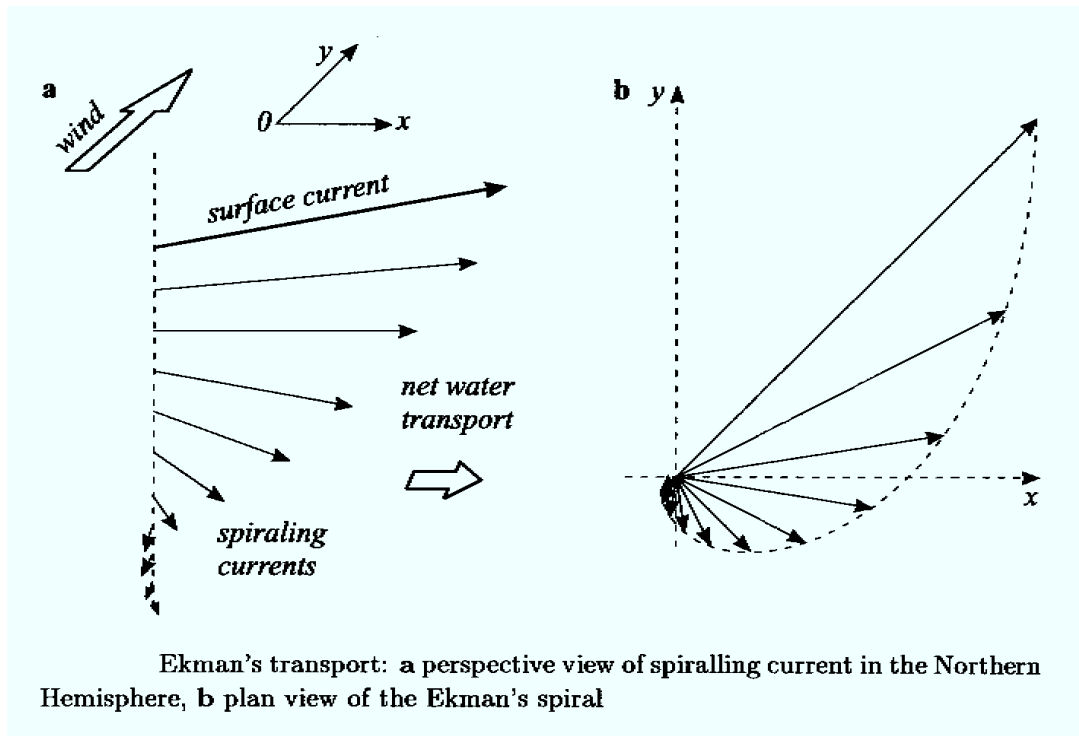 a
wind
y
0
x
surface current
net water
transport
spiraling
currents
b
y
x
Ekman's transport: a perspective view of spiralling current in the Northern
Hemisphere, b plan view of the Ekman's spiral